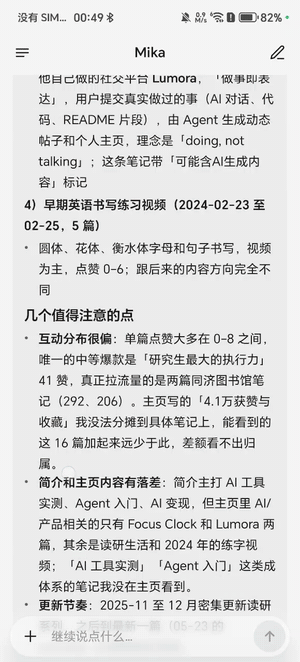 没有 SIM... 00:49 82%
Mika
他自己做的社交平台 Lumora，「做事即表
达」，用户提交真实做过的事（AI 对话、代
码、README 片段），由 Agent 生成动态
帖子和个人主页，理念是「doing, not
talking」；这条笔记带「可能含AI生成内
容」标记
4）早期英语书写练习视频（2024-02-23 至
02-25，5 篇）
• 圆体、花体、衡水体字母和句子书写，视频
为主，点赞 0-6；跟后来的内容方向完全不
同
几个值得注意的点
• 互动分布很偏：单篇点赞大多在 0–8 之间，
唯一的中等爆款是「研究生最大的执行力」
41 赞，真正拉流量的是两篇同济图书馆笔
记（292、206）。主页写的「4.1万获赞与
收藏」我没法分摊到具体笔记上，能看到的
这 16 篇加起来远少于此，差额看不出归
属。
• 简介和主页内容有落差：简介主打 AI 工具
实测、Agent 入门、AI 变现，但主页里 AI/
产品相关的只有 Focus Clock 和 Lumora 两
篇，其余是读研生活和 2024 年的练字视
频；「AI 工具实测」「Agent 入门」这类成
体系的笔记我没在主页看到。
• 更新节奏：2025-11 至 12 月密集更新读研
继续说点什么...